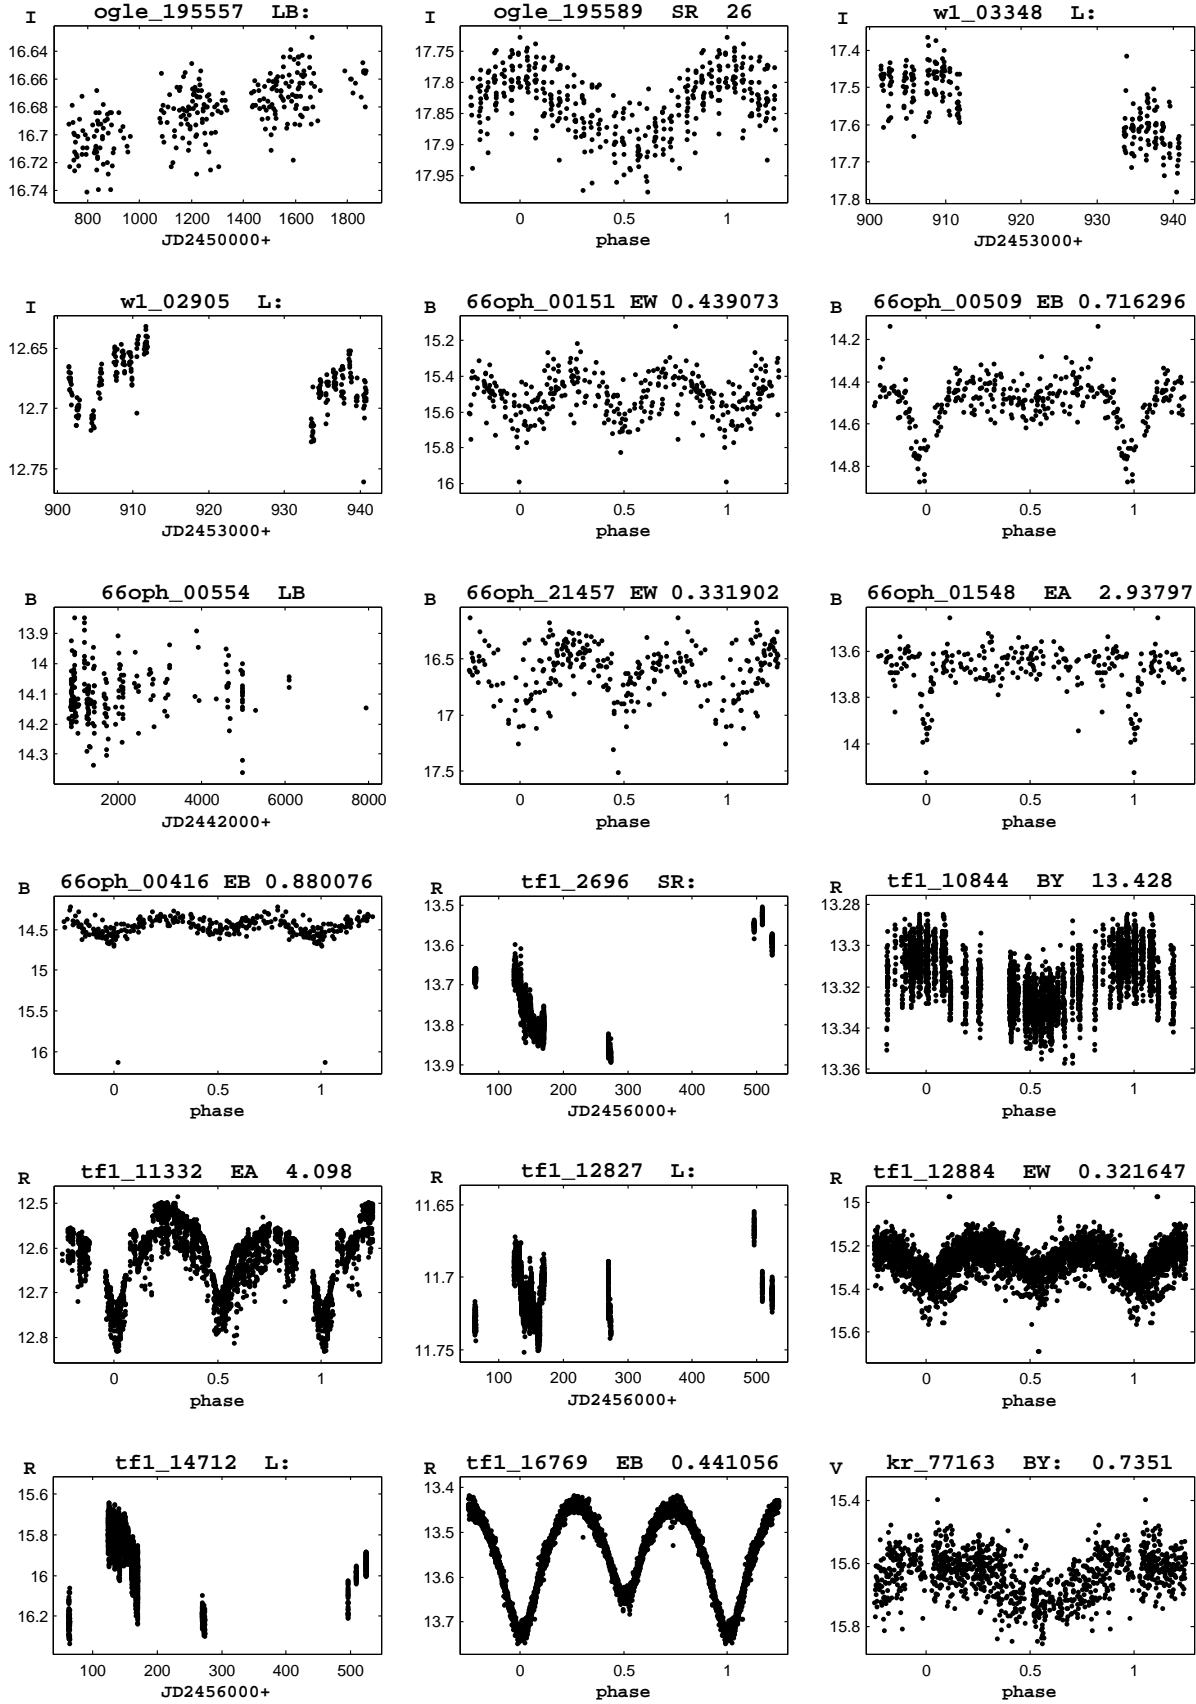 I ogle_195557 LB:
16.64
16.66
16.68
16.7
16.72
16.74
800 1000 1200 1400 1600 1800
JD2450000+
I ogle_195589 SR 26
17.75
17.8
17.85
17.9
17.95
0 0.5 1
phase
I w1_03348 L:
17.4
17.5
17.6
17.7
17.8
900 910 920 930 940
JD2453000+
I w1_02905 L:
12.65
12.7
12.75
900 910 920 930 940
JD2453000+
B 66oph_00151 EW 0.439073
15.2
15.4
15.6
15.8
16
0 0.5 1
phase
B 66oph_00509 EB 0.716296
14.2
14.4
14.6
14.8
0 0.5 1
phase
B 66oph_00554 LB
13.9
14
14.1
14.2
14.3
2000 4000 6000 8000
JD2442000+
B 66oph_21457 EW 0.331902
16.5
17
17.5
0 0.5 1
phase
B 66oph_01548 EA 2.93797
13.6
13.8
14
0 0.5 1
phase
B 66oph_00416 EB 0.880076
14.5
15
15.5
16
0 0.5 1
phase
R tf1_2696 SR:
13.5
13.6
13.7
13.8
13.9
100 200 300 400 500
JD2456000+
R tf1_10844 BY 13.428
13.28
13.3
13.32
13.34
13.36
0 0.5 1
phase
R tf1_11332 EA 4.098
12.5
12.6
12.7
12.8
0 0.5 1
phase
R tf1_12827 L:
11.65
11.7
11.75
100 200 300 400 500
JD2456000+
R tf1_12884 EW 0.321647
15
15.2
15.4
15.6
0 0.5 1
phase
R tf1_14712 L:
15.6
15.8
16
16.2
100 200 300 400 500
JD2456000+
R tf1_16769 EB 0.441056
13.4
13.5
13.6
13.7
0 0.5 1
phase
V kr_77163 BY: 0.7351
15.4
15.6
15.8
0 0.5 1
phase